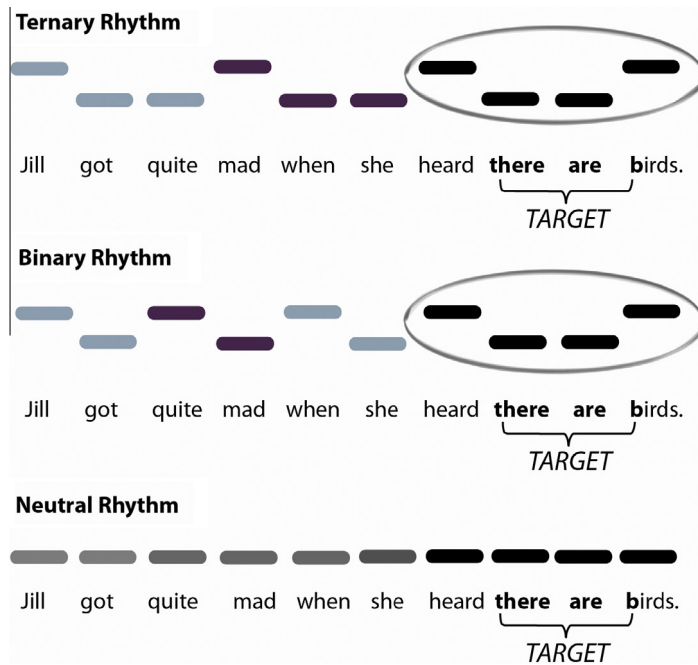 Ternary Rhythm
Jill got quite mad when she heard there are birds.
TARGET
Binary Rhythm
Jill got quite mad when she heard there are birds.
TARGET
Neutral Rhythm
Jill got quite mad when she heard there are birds.
TARGET